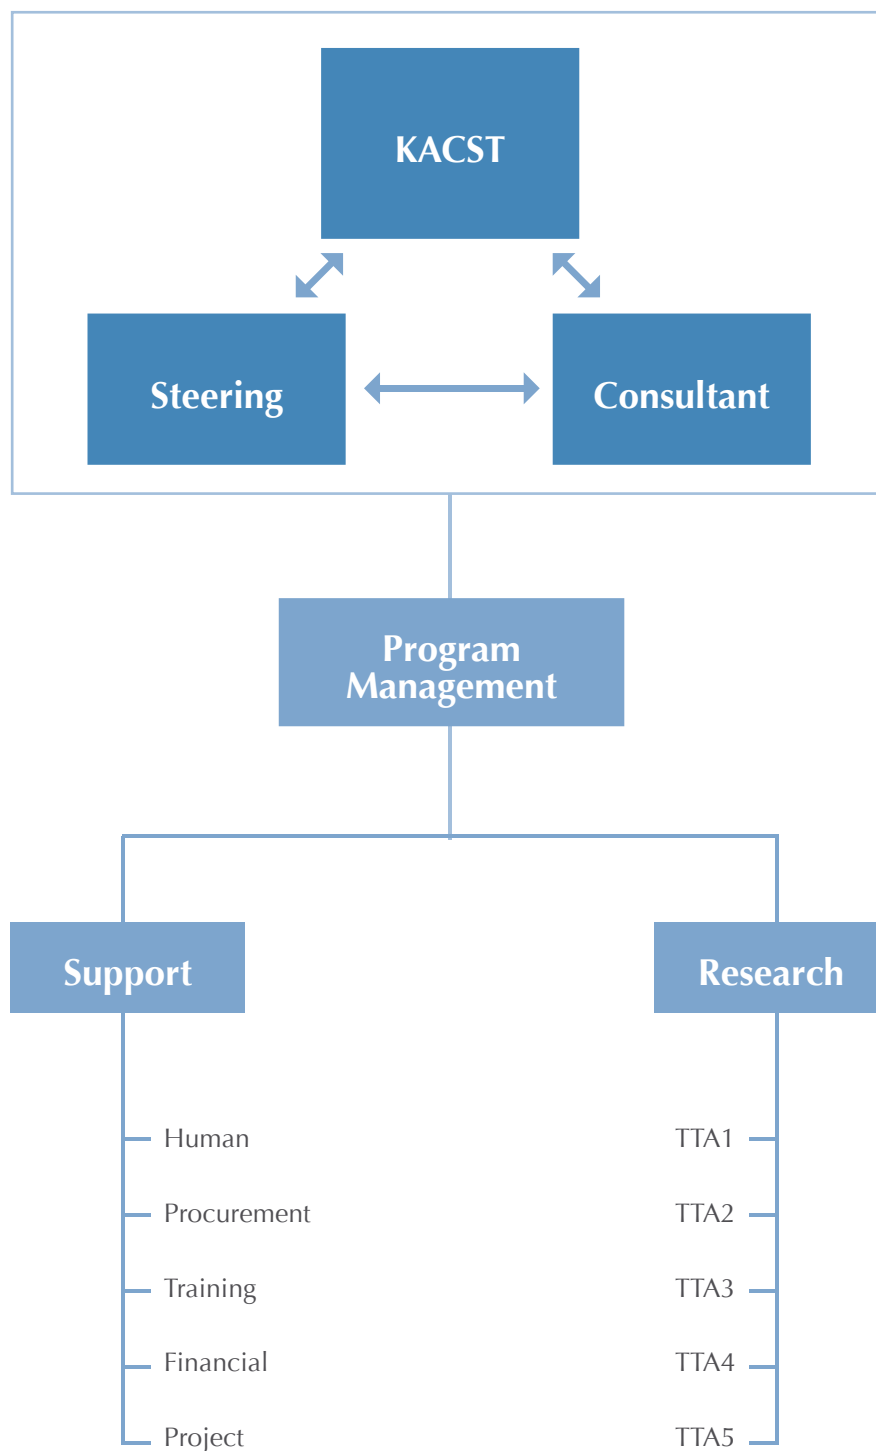 KACST
Steering
Consultant
Program
Management
Support
Research
Human
Procurement
Training
Financial
Project
TTA1
TTA2
TTA3
TTA4
TTA5